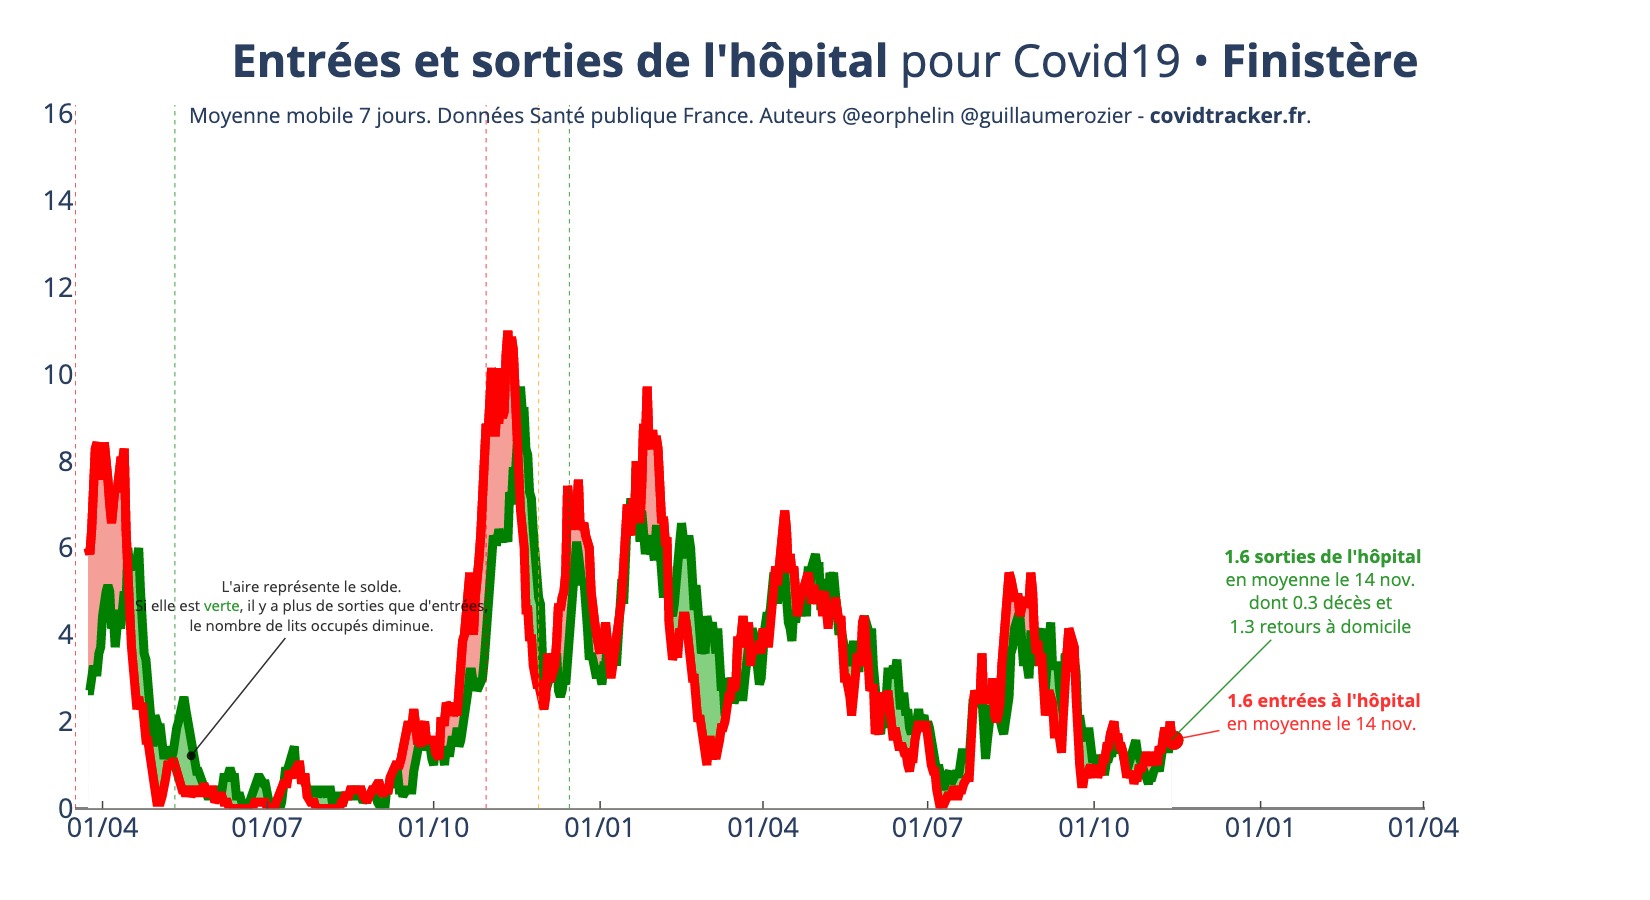 Entrées et sorties de l'hôpital pour Covid19 • Finistère
Moyenne mobile 7 jours. Données Santé publique France. Auteurs @eorphelin @guillaumerozier - covidtracker.fr.
16
14
12
10
8
6
4
2
0
L'aire représente le solde.
Si elle est verte, il y a plus de sorties que d'entrées,
le nombre de lits occupés diminue.
1.6 sorties de l'hôpital
en moyenne le 14 nov.
dont 0.3 décès et
1.3 retours à domicile
1.6 entrées à l'hôpital
en moyenne le 14 nov.
01/04 01/07 01/10 01/01 01/04 01/07 01/10 01/01 01/04